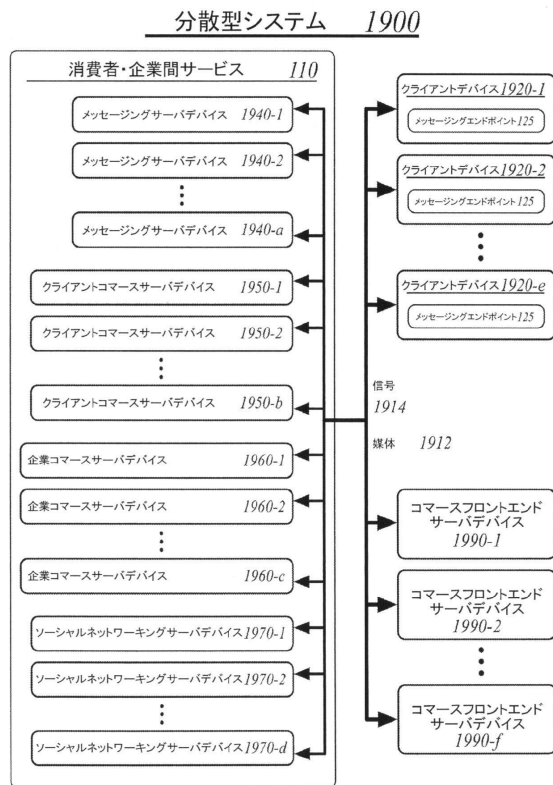 分散型システム 1900
消費者・企業間サービス 110
メッセージングサーバデバイス 1940-1
メッセージングサーバデバイス 1940-2
メッセージングサーバデバイス 1940-a
クライアントコマースサーバデバイス 1950-1
クライアントコマースサーバデバイス 1950-2
クライアントコマースサーバデバイス 1950-b
企業コマースサーバデバイス 1960-1
企業コマースサーバデバイス 1960-2
企業コマースサーバデバイス 1960-c
ソーシャルネットワーキングサーバデバイス 1970-1
ソーシャルネットワーキングサーバデバイス 1970-2
ソーシャルネットワーキングサーバデバイス 1970-d
クライアントデバイス 1920-1
メッセージングエンドポイント 125
クライアントデバイス 1920-2
メッセージングエンドポイント 125
クライアントデバイス 1920-e
メッセージングエンドポイント 125
信号
1914
媒体 1912
コマースフロントエンド
サーバデバイス
1990-1
コマースフロントエンド
サーバデバイス
1990-2
コマースフロントエンド
サーバデバイス
1990-f